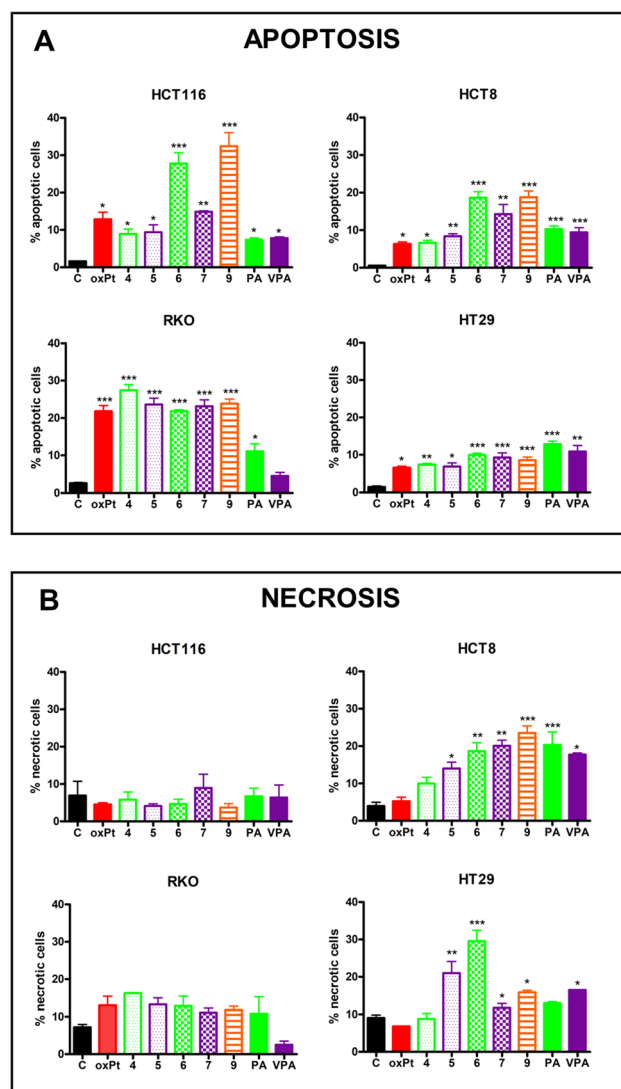 A APOPTOSIS
HCT116
% apoptotic cells
40
30
20
10
0
* * * *** ** *** * *
C oxPt 4 5 6 7 9 PA VPA
HCT8
% apoptotic cells
40
30
20
10
0
* * ** *** ** *** *** ***
C oxPt 4 5 6 7 9 PA VPA
RKO
% apoptotic cells
40
30
20
10
0
*** *** *** *** *** *** *
C oxPt 4 5 6 7 9 PA VPA
HT29
% apoptotic cells
40
30
20
10
0
* ** * *** *** *** *** **
C oxPt 4 5 6 7 9 PA VPA
B NECROSIS
HCT116
% necrotic cells
40
30
20
10
0
C oxPt 4 5 6 7 9 PA VPA
HCT8
% necrotic cells
40
30
20
10
0
* ** ** *** *** *
C oxPt 4 5 6 7 9 PA VPA
RKO
% necrotic cells
40
30
20
10
0
C oxPt 4 5 6 7 9 PA VPA
HT29
% necrotic cells
40
30
20
10
0
** *** * * *
C oxPt 4 5 6 7 9 PA VPA